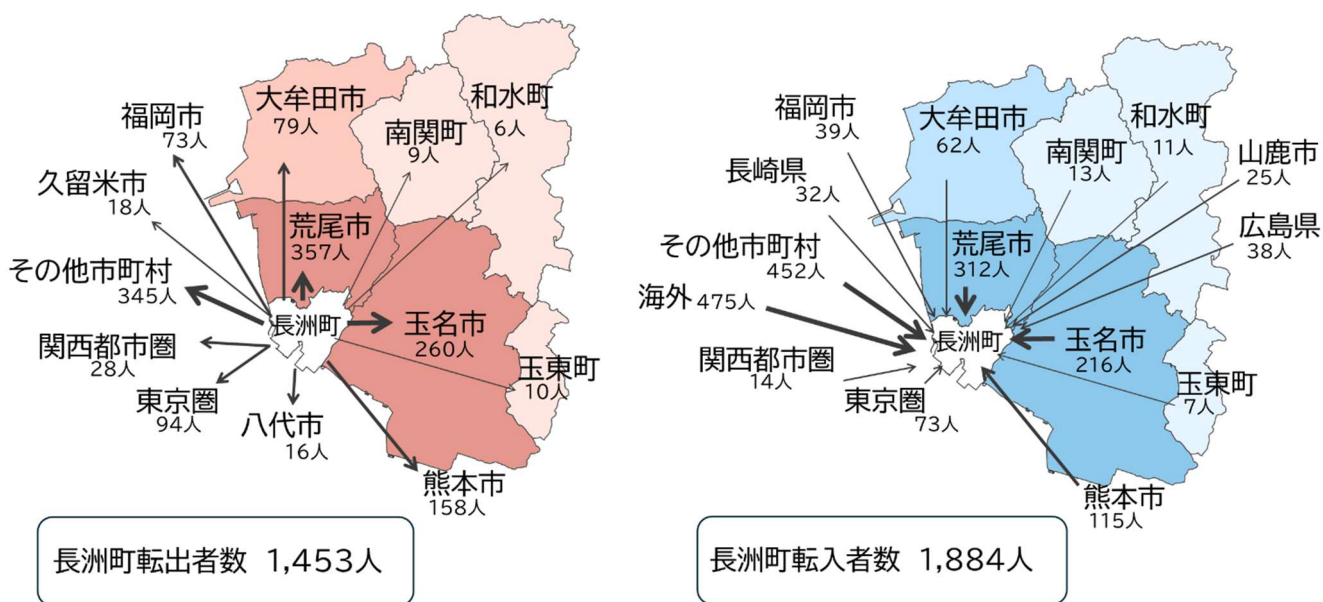 大牟田市
79人
和水町
6人
福岡市
73人
南関町
9人
久留米市
18人
荒尾市
357人
その他市町村
345人
長洲町
玉名市
260人
関西都市圏
28人
玉東町
10人
東京圏
94人
八代市
16人
熊本市
158人
長洲町転出者数 1,453人
福岡市
39人
大牟田市
62人
和水町
11人
南関町
13人
山鹿市
25人
長崎県
32人
広島県
38人
その他市町村
452人
荒尾市
312人
海外 475人
長洲町
玉名市
216人
関西都市圏
14人
玉東町
7人
東京圏
73人
熊本市
115人
長洲町転入者数 1,884人